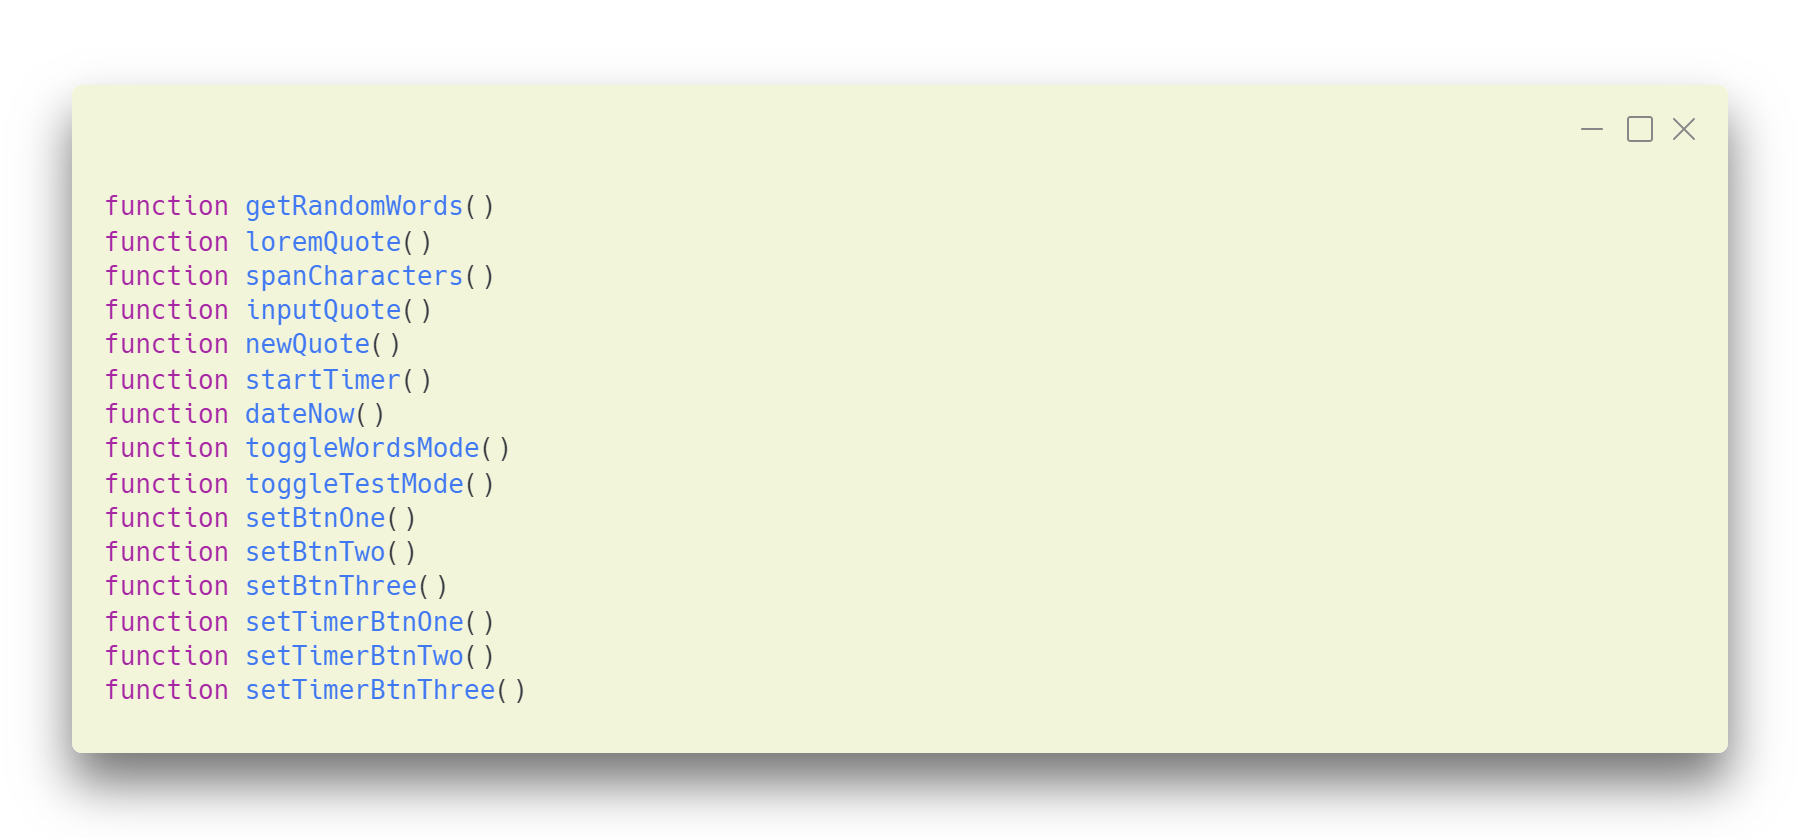 function getRandomWords()
function loremQuote()
function spanCharacters()
function inputQuote()
function newQuote()
function startTimer()
function dateNow()
function toggleWordsMode()
function toggleTestMode()
function setBtnOne()
function setBtnTwo()
function setBtnThree()
function setTimerBtnOne()
function setTimerBtnTwo()
function setTimerBtnThree()